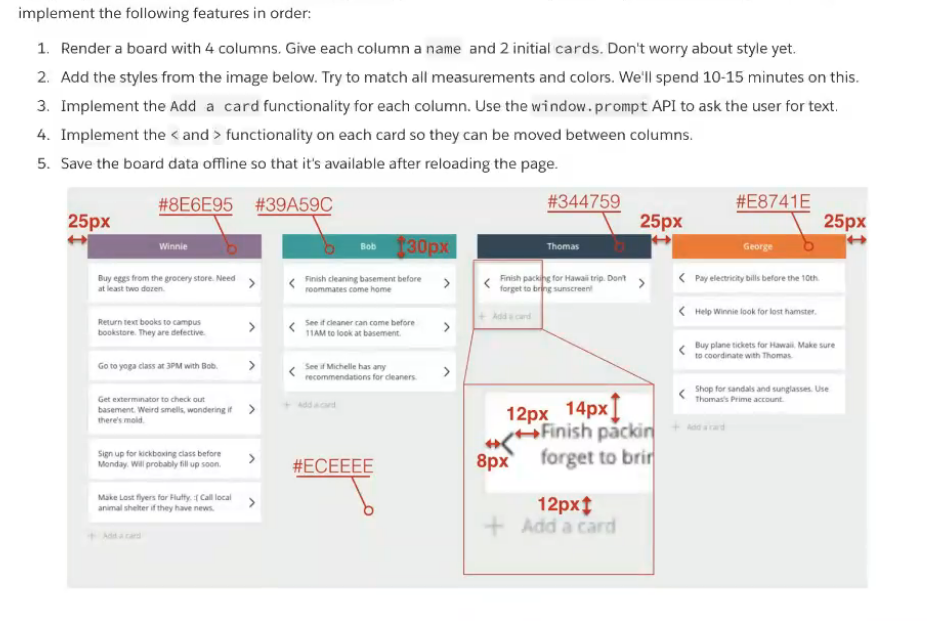 implement the following features in order:
1. Render a board with 4 columns. Give each column a name and 2 initial cards. Don't worry about style yet.
2. Add the styles from the image below. Try to match all measurements and colors. We'll spend 10-15 minutes on this.
3. Implement the Add a card functionality for each column. Use the window.prompt API to ask the user for text.
4. Implement the < and > functionality on each card so they can be moved between columns.
5. Save the board data offline so that it's available after reloading the page.
#8E6E95 #39A59C #344759 #E8741E
25px 25px 25px
Winnie
Buy eggs from the grocery store. Need >
at least two dozen.
Return text books to campus >
bookstore. They are defective.
Go to yoga class at 3PM with Bob. >
Get exterminator to check out
basement. Weird smells, wondering if >
there's mold.
Sign up for kickboxing class before >
Monday. Will probably fill up soon.
Make Lost flyers for Fluffy. :( Call local >
animal shelter if they have news.
+ Add a card
Bob 30px
< Finish cleaning basement before >
roommates come home
< See if cleaner can come before >
11AM to look at basement.
< See if Michelle has any >
recommendations for cleaners.
+ Add a card
#ECEEEE
Thomas
< Finish packing for Hawaii trip. Don't >
forget to bring sunscreen!
+ Add a card
12px 14px
< Finish packin
8px forget to brir
12px
+ Add a card
George
< Pay electricity bills before the 10th.
< Help Winnie look for lost hamster.
< Buy plane tickets for Hawaii. Make sure
to coordinate with Thomas.
< Shop for sandals and sunglasses. Use
Thomas's Prime account.
+ Add a card